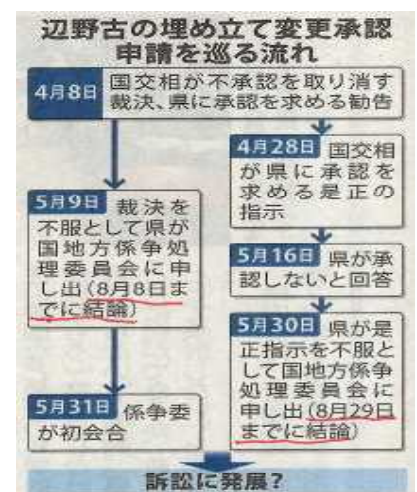 辺野古の埋め立て変更承認
申請を巡る流れ
4月8日 国交相が不承認を取り消す
裁決、県に承認を求める勧告
5月9日 裁決を
不服として県が
国地方係争処
理委員会に申
し出(8月8日ま
でに結論)
5月31日 係争委
が初会合
4月28日 国交相
が県に承認を
求める是正の
指示
5月16日 県が承
認しないと回答
5月30日 県が是
正指示を不服と
して国地方係争
処理委員会に
申し出(8月29日
までに結論)
訴訟に発展?